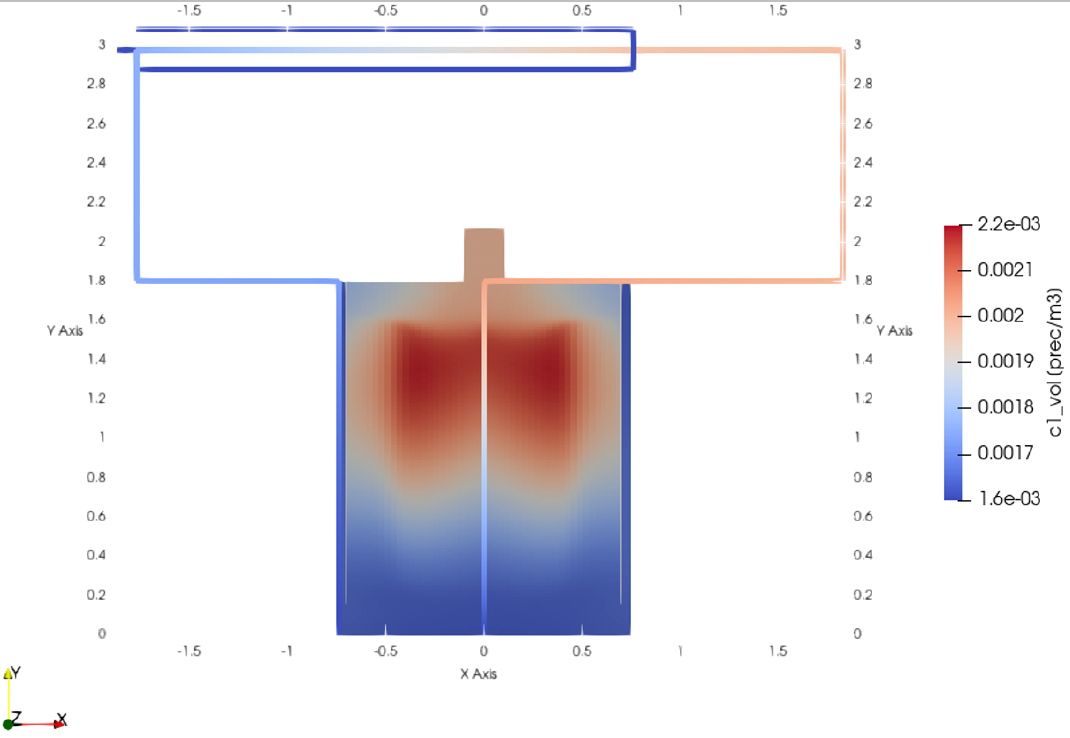 -1.5 -1 -0.5 0 0.5 1 1.5
3 3
2.8 2.8
2.6 2.6
2.4 2.4
2.2 2.2
2 2
1.8 1.8
1.6 1.6
Y Axis Y Axis
1.4 1.4
1.2 1.2
1 1
0.8 0.8
0.6 0.6
0.4 0.4
0.2 0.2
0 0
-1.5 -1 -0.5 0 0.5 1 1.5
X Axis
2.2e-03
0.0021
0.002
0.0019
0.0018
0.0017
1.6e-03
c1_vol (prec/m3)
Y
Z X